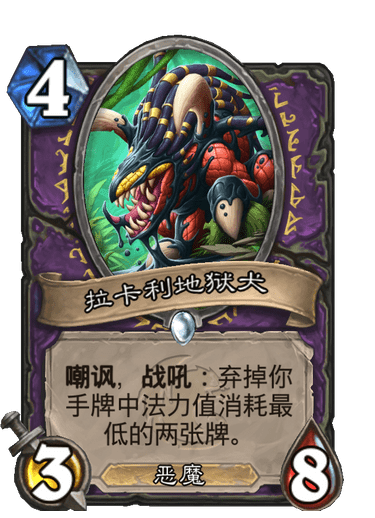 4
拉卡利地狱犬
嘲讽，战吼：弃掉你
手牌中法力值消耗最
低的两张牌。
3
恶魔
8